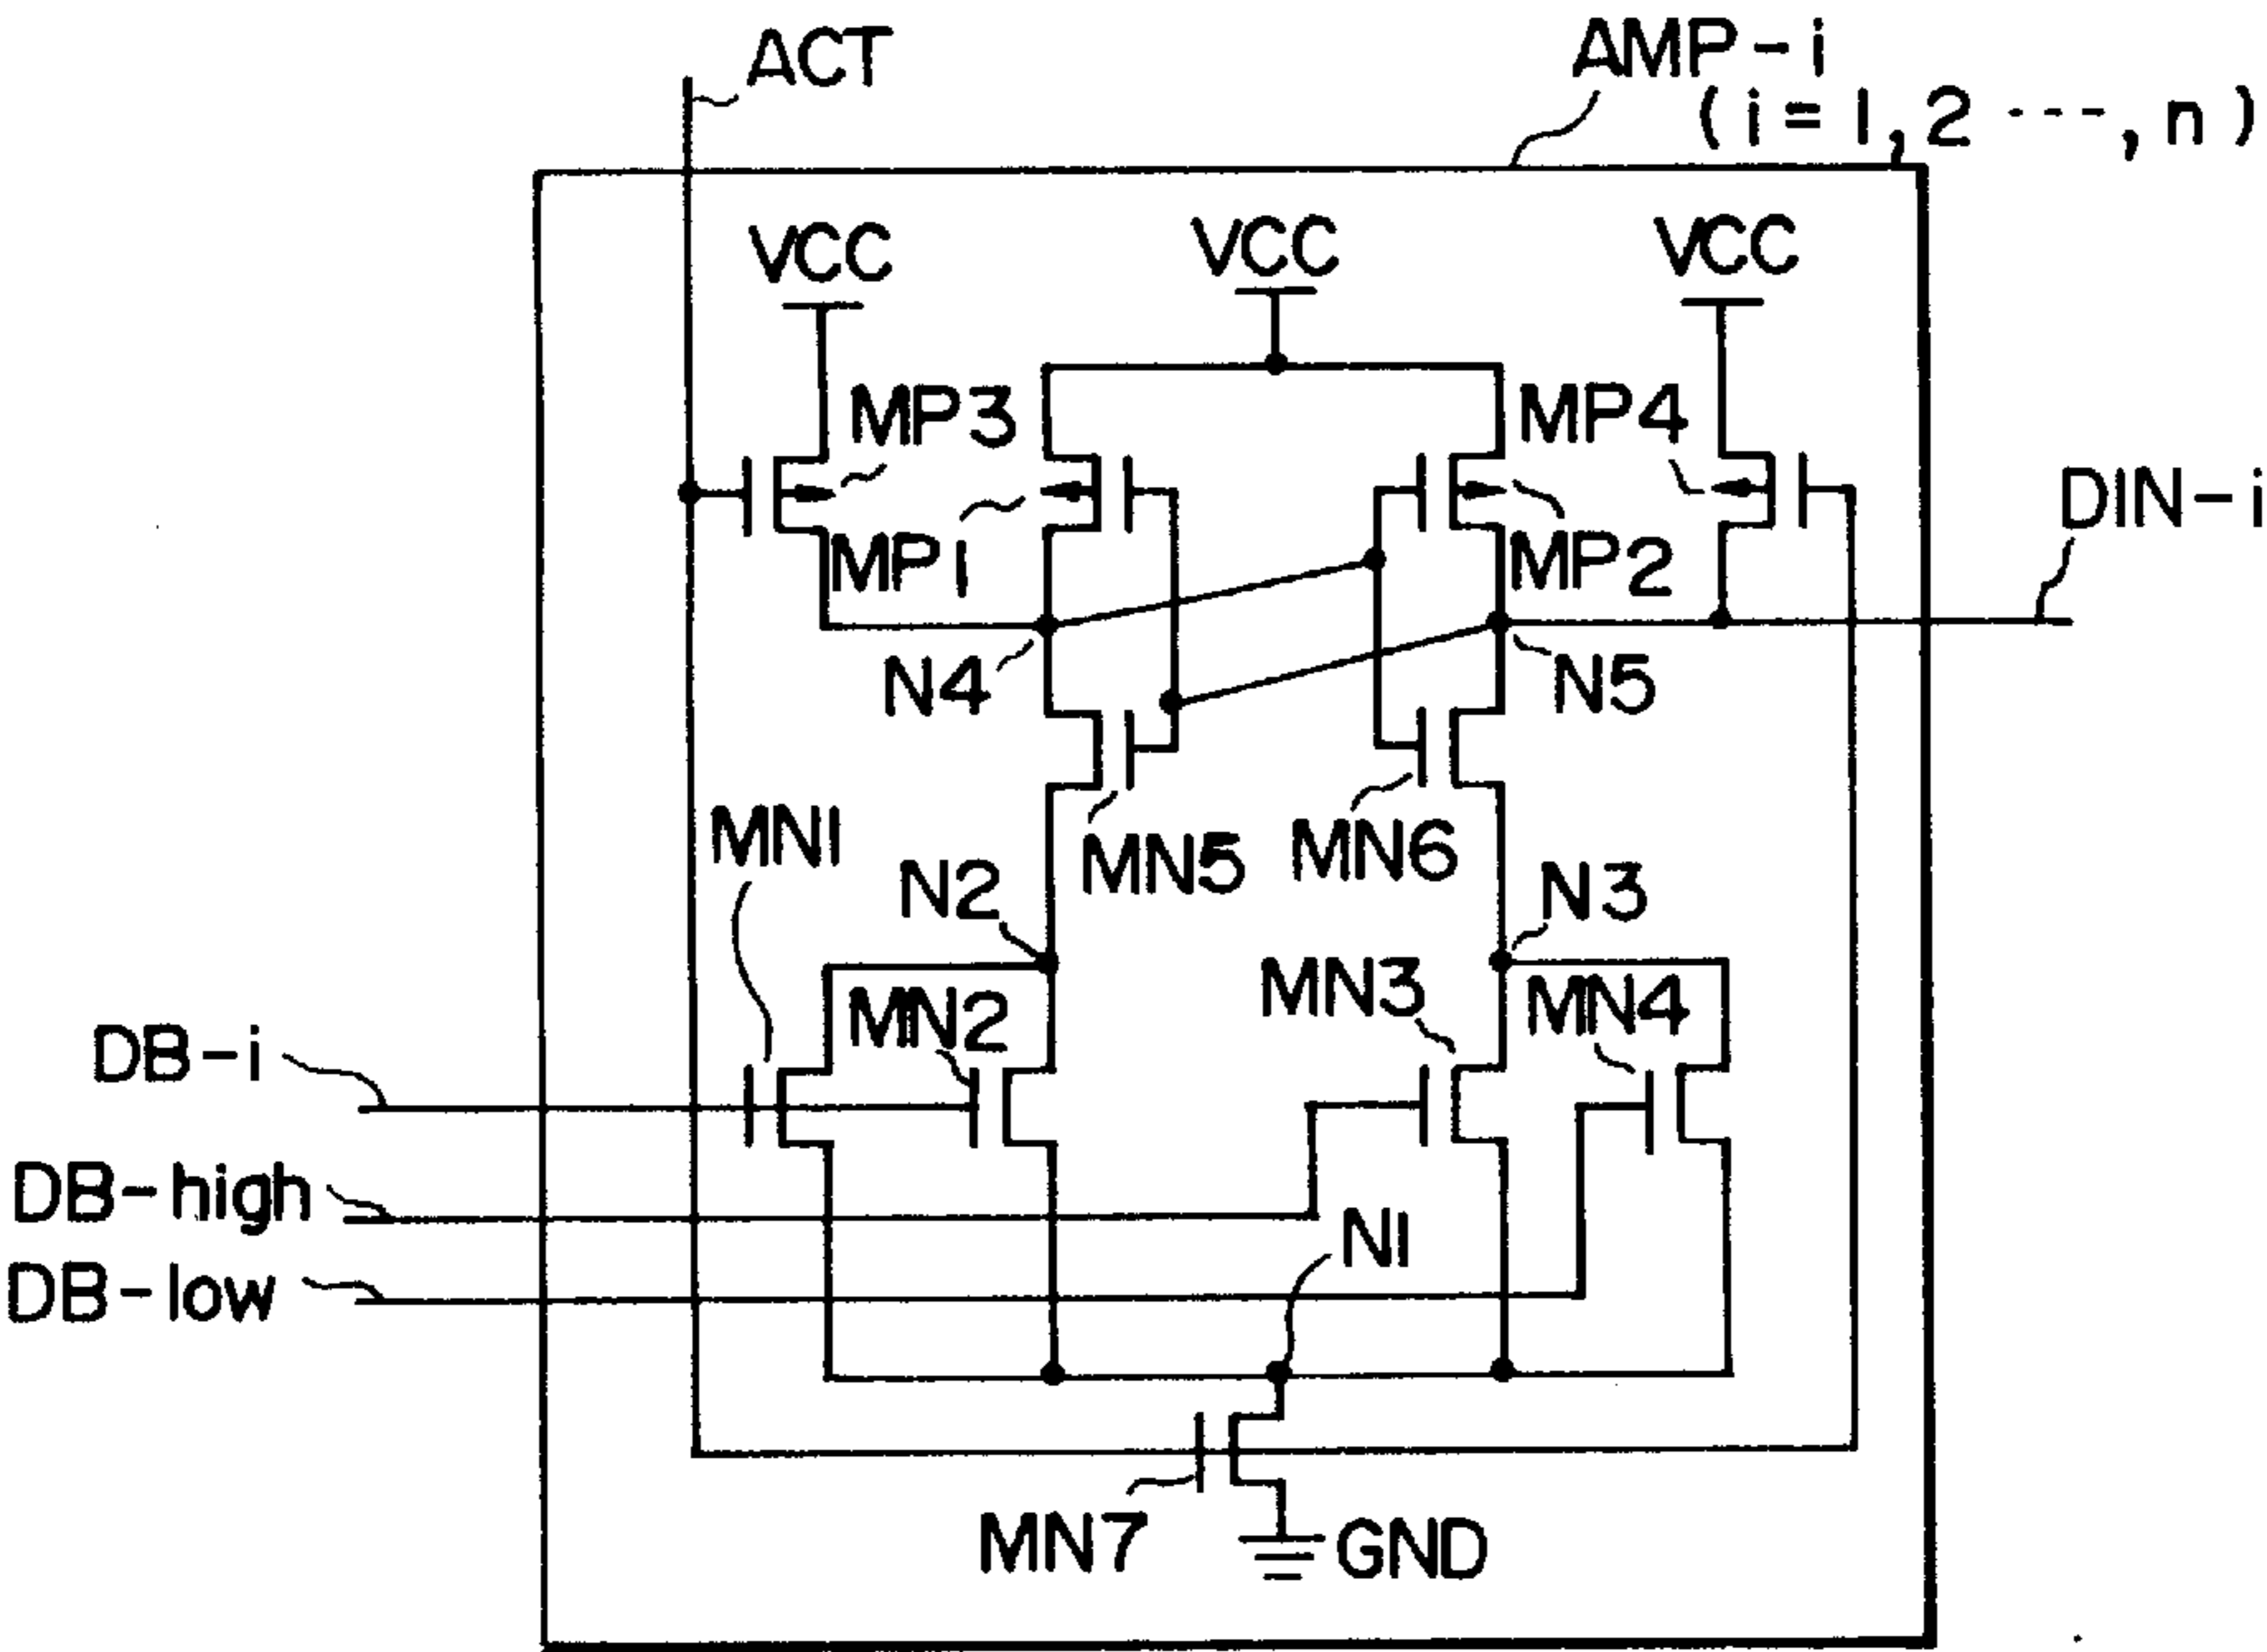 ACT
AMP-i
(i=1,2---,n)
VCC
VCC
VCC
MP3
MP4
DIN-i
MP1
MP2
N4
N5
MN1
MN5
MN6
N2
N3
MN2
MN3
MN4
DB-i
DB-high
N1
DB-low
MN7
GND